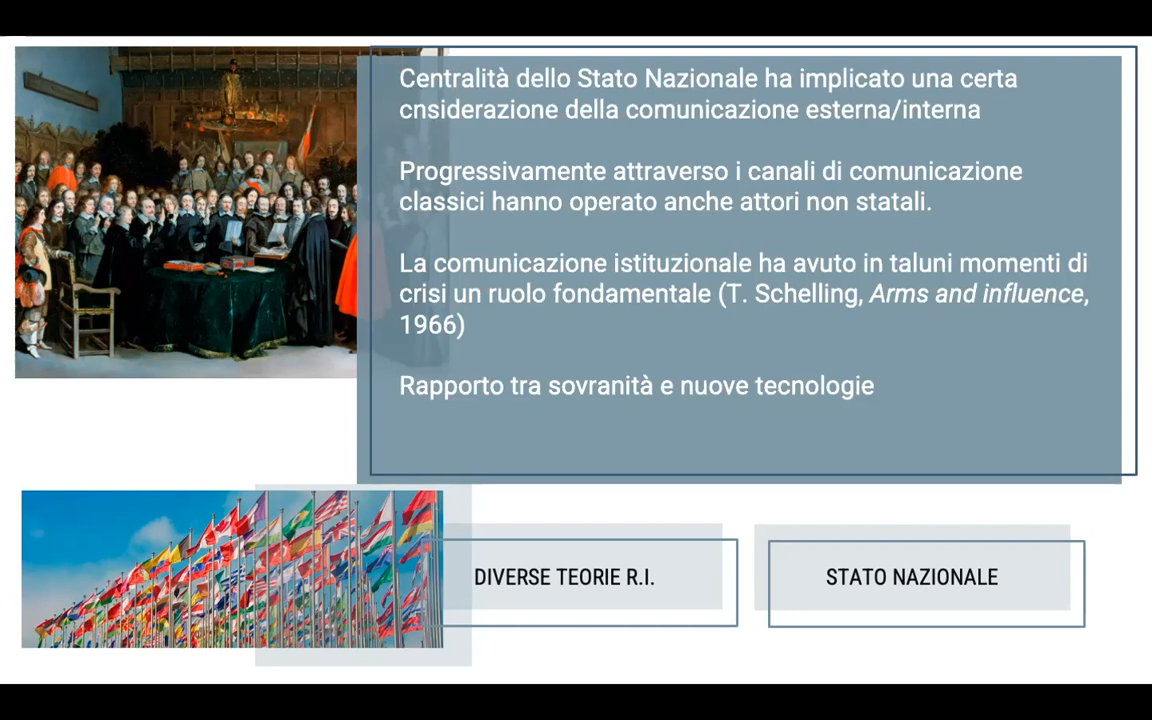 Centralità dello Stato Nazionale ha implicato una certa
cnsiderazione della comunicazione esterna/interna
Progressivamente attraverso i canali di comunicazione
classici hanno operato anche attori non statali.
La comunicazione istituzionale ha avuto in taluni momenti di
crisi un ruolo fondamentale (T. Schelling, Arms and influence,
1966)
Rapporto tra sovranità e nuove tecnologie
DIVERSE TEORIE R.I.
STATO NAZIONALE